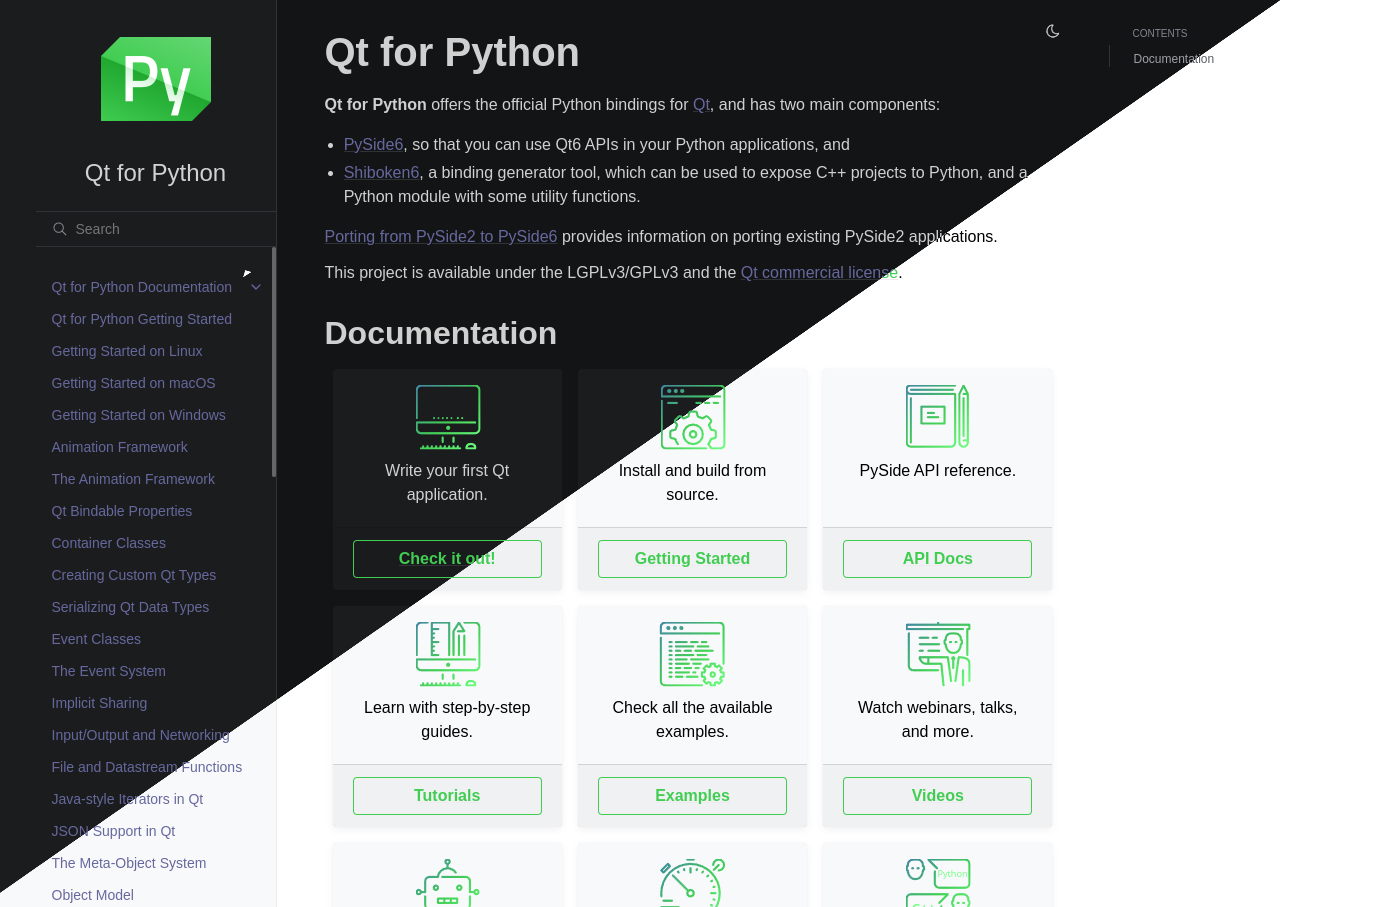 Py
Qt for Python
Search
Qt for Python Documentation
Qt for Python Getting Started
Getting Started on Linux
Getting Started on macOS
Getting Started on Windows
Animation Framework
The Animation Framework
Qt Bindable Properties
Container Classes
Creating Custom Qt Types
Serializing Qt Data Types
Event Classes
The Event System
Implicit Sharing
Input/Output and Networking
File and Datastream Functions
Java-style Iterators in Qt
JSON Support in Qt
The Meta-Object System
Object Model
Qt for Python
Qt for Python offers the official Python bindings for Qt, and has two main components:
PySide6, so that you can use Qt6 APIs in your Python applications, and
Shiboken6, a binding generator tool, which can be used to expose C++ projects to Python, and a
Python module with some utility functions.
Porting from PySide2 to PySide6 provides information on porting existing PySide2 applications.
This project is available under the LGPLv3/GPLv3 and the Qt commercial license.
Documentation
Write your first Qt
application.
Check it out!
Install and build from
source.
Getting Started
PySide API reference.
API Docs
Learn with step-by-step
guides.
Tutorials
Check all the available
examples.
Examples
Watch webinars, talks,
and more.
Videos
Python
CONTENTS
Documentation